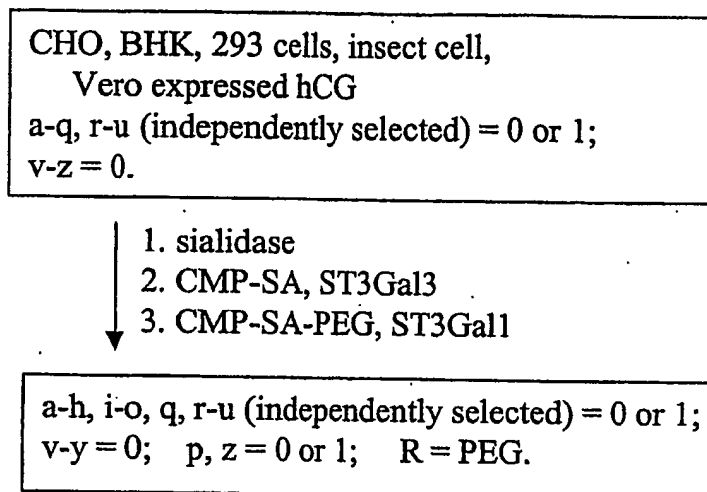 CHO, BHK, 293 cells, insect cell,
Vero expressed hCG
a-q, r-u (independently selected) = 0 or 1;
v-z = 0.
1. sialidase
2. CMP-SA, ST3Gal3
3. CMP-SA-PEG, ST3Gal1
a-h, i-o, q, r-u (independently selected) = 0 or 1;
v-y = 0; p, z = 0 or 1; R = PEG.